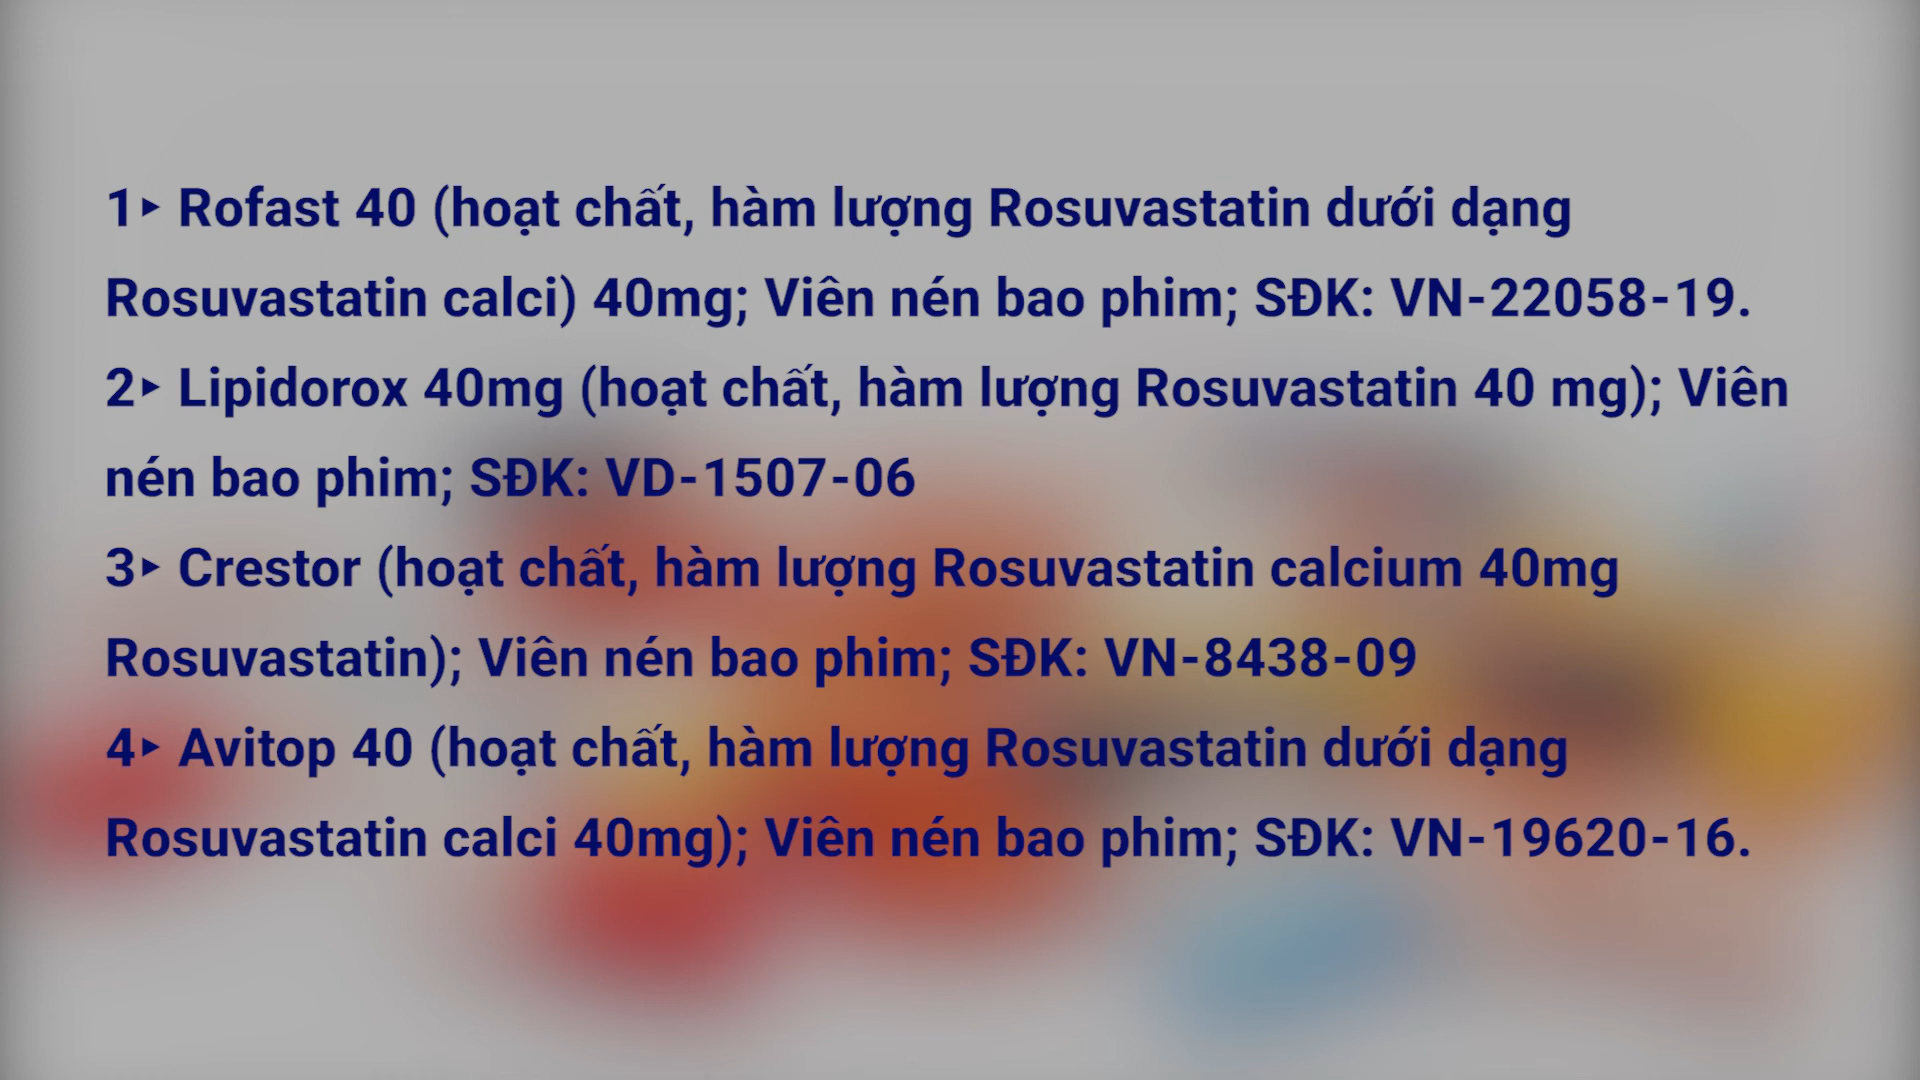 1▸ Rofast 40 (hoạt chất, hàm lượng Rosuvastatin dưới dạng
Rosuvastatin calci) 40mg; Viên nén bao phim; SĐK: VN-22058-19.
2▸ Lipidorox 40mg (hoạt chất, hàm lượng Rosuvastatin 40 mg); Viên
nén bao phim; SĐK: VD-1507-06
3▸ Crestor (hoạt chất, hàm lượng Rosuvastatin calcium 40mg
Rosuvastatin); Viên nén bao phim; SĐK: VN-8438-09
4▸ Avitop 40 (hoạt chất, hàm lượng Rosuvastatin dưới dạng
Rosuvastatin calci 40mg); Viên nén bao phim; SĐK: VN-19620-16.